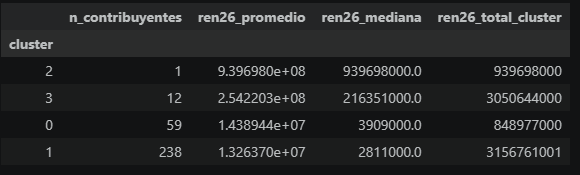 n_contribuyentes ren26_promedio ren26_mediana ren26_total_cluster
cluster
2 1 9.396980e+08 939698000.0 939698000
3 12 2.542203e+08 216351000.0 3050644000
0 59 1.438944e+07 3909000.0 848977000
1 238 1.326370e+07 2811000.0 3156761001